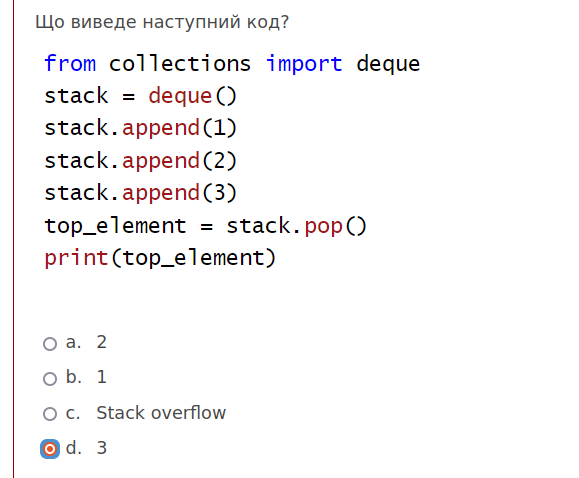 Що виведе наступний код?
from collections import deque
stack = deque()
stack.append(1)
stack.append(2)
stack.append(3)
top_element = stack.pop()
print(top_element)
a. 2
b. 1
c. Stack overflow
d. 3